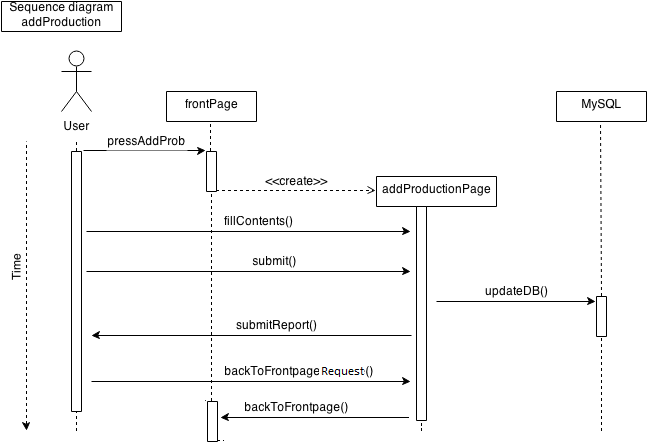 Sequence diagram
addProduction
User
frontPage
MySQL
pressAddProb
<<create>>
addProductionPage
fillContents()
submit()
Time
updateDB()
submitReport()
backToFrontpageRequest()
backToFrontpage()